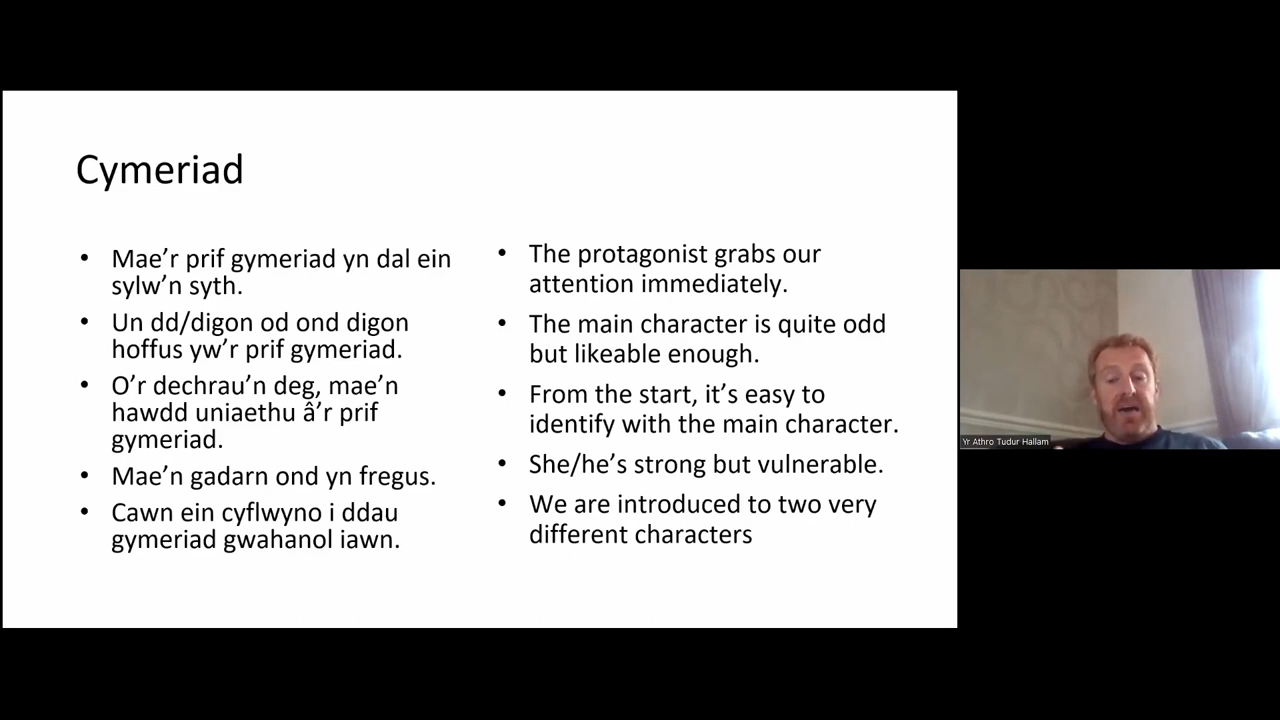 Cymeriad
• Mae’r prif gymeriad yn dal ein
sylw’n syth.
• Un dd/digon od ond digon
hoffus yw’r prif gymeriad.
• O’r dechrau’n deg, mae’n
hawdd uniaethu â’r prif
gymeriad.
• Mae’n gadarn ond yn fregus.
• Cawn ein cyflwyno i ddau
gymeriad gwahanol iawn.
• The protagonist grabs our
attention immediately.
• The main character is quite odd
but likeable enough.
• From the start, it’s easy to
identify with the main character.
• She/he’s strong but vulnerable.
• We are introduced to two very
different characters
Yr Athro Tudur Hallam